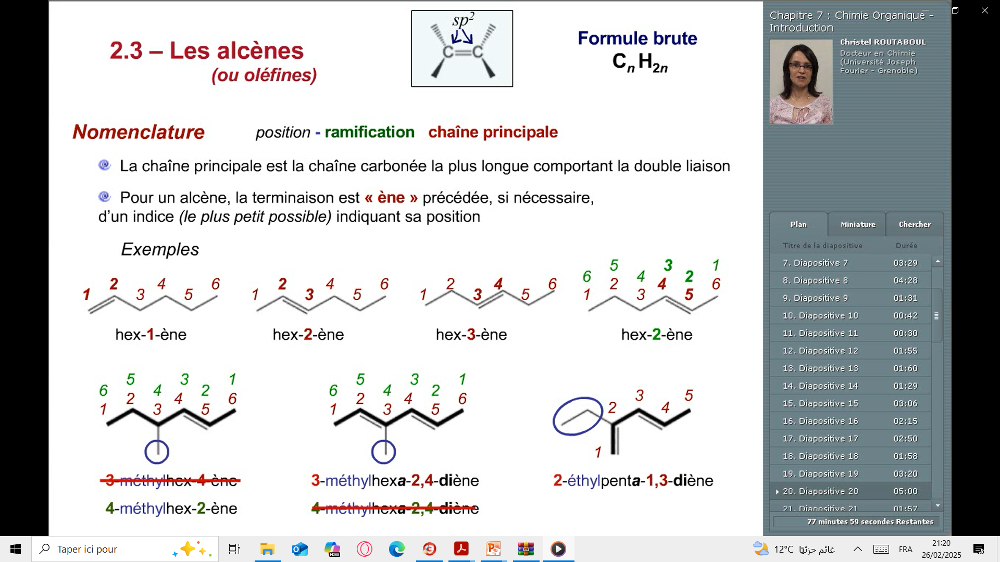 2.3 – Les alcènes
(ou oléfines)
sp²
C=C
Formule brute
CₙH₂ₙ
Nomenclature position - ramification chaîne principale
La chaîne principale est la chaîne carbonée la plus longue comportant la double liaison
Pour un alcène, la terminaison est « ène » précédée, si nécessaire,
d’un indice (le plus petit possible) indiquant sa position
Exemples
1 2 3 4 5 6
hex-1-ène
1 2 3 4 5 6
hex-2-ène
1 2 3 4 5 6
hex-3-ène
6 5 4 3 2 1
1 2 3 4 5 6
hex-2-ène
6 5 4 3 2 1
1 2 3 4 5 6
3-méthylhex-4-ène
4-méthylhex-2-ène
6 5 4 3 2 1
1 2 3 4 5 6
3-méthylhexa-2,4-diène
4-méthylhexa-2,4-diène
1 2 3 4 5
2-éthylpenta-1,3-diène
Chapitre 7 : Chimie Organique -
Introduction
Christel ROUTABOUL
Docteur en Chimie
(Université Joseph
Fourier - Grenoble)
Plan Miniature Chercher
Titre de la diapositive Durée
7. Diapositive 7 03:29
8. Diapositive 8 04:28
9. Diapositive 9 01:31
10. Diapositive 10 00:42
11. Diapositive 11 00:30
12. Diapositive 12 01:55
13. Diapositive 13 01:60
14. Diapositive 14 01:29
15. Diapositive 15 03:06
16. Diapositive 16 02:15
17. Diapositive 17 02:50
18. Diapositive 18 01:58
19. Diapositive 19 03:20
20. Diapositive 20 05:00
21. Diapositive 21 01:57
77 minutes 59 secondes Restantes
Taper ici pour
M365
12°C غائم جزئيًا
FRA
21:20
26/02/2025